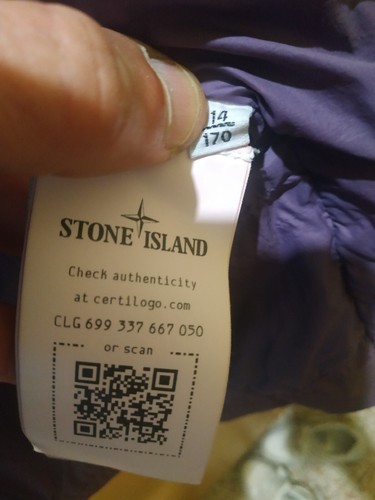 14
170
STONE ISLAND
Check authenticity
at certilogo.com
CLG 699 337 667 050
or scan